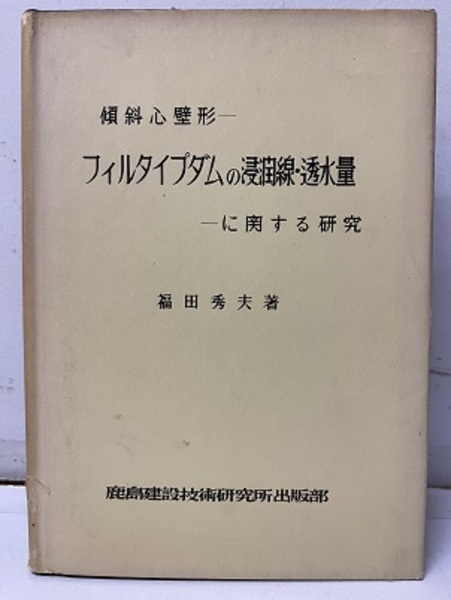 傾斜心壁形―
フィルタイプダムの浸潤線・透水量
―に関する研究
福田秀夫著
鹿島建設技術研究所出版部